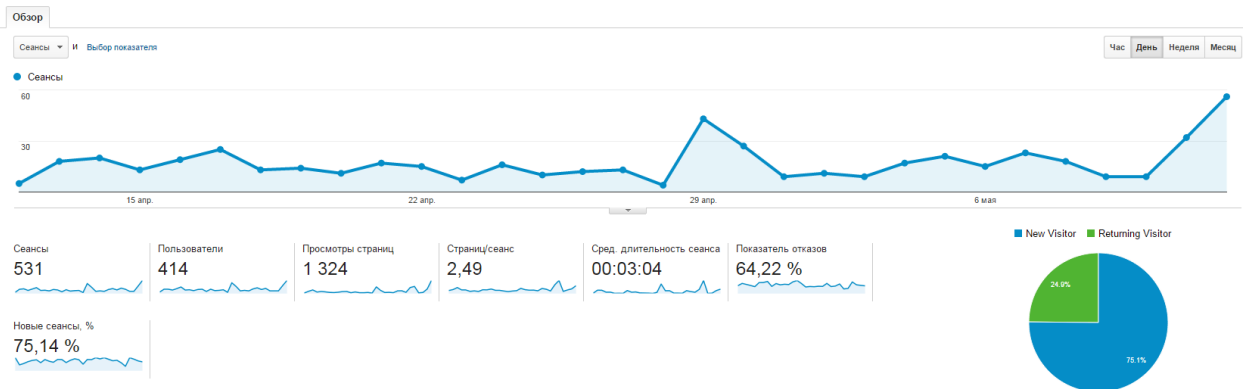 Обзор
Сеансы и Выбор показателя
Час День Неделя Месяц
Сеансы
60
30
15 апр. 22 апр. 29 апр. 6 мая
New Visitor Returning Visitor
Сеансы Пользователи Просмотры страниц Страниц/сеанс Сред. длительность сеанса Показатель отказов
531 414 1 324 2,49 00:03:04 64,22 %
24.9%
75.1%
Новые сеансы, %
75,14 %